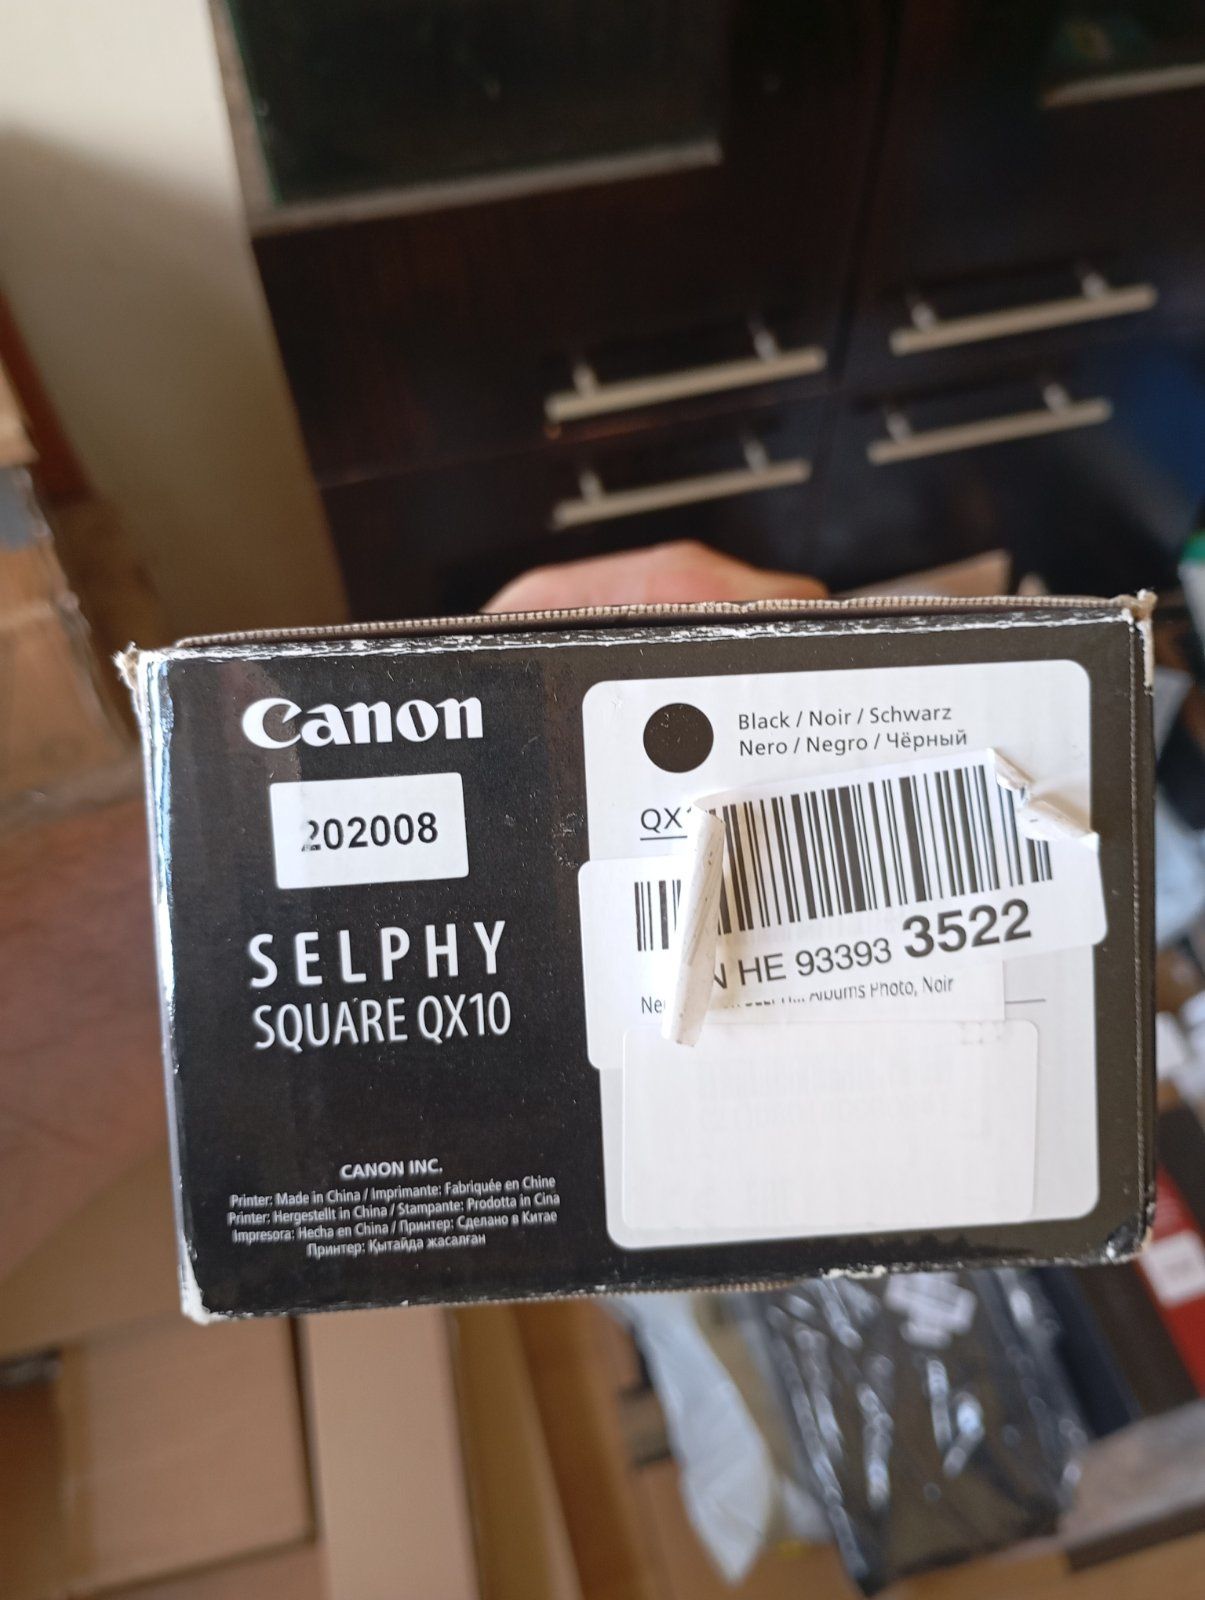 Canon
202008
SELPHY
SQUARE QX10
CANON INC.
Printer: Made in China / Imprimante: Fabriquée en Chine
Printer: Hergestellt in China / Stampante: Prodotta in Cina
Impresora: Hecha en China / Принтер: Сделано в Китае
Принтер: Қытайда жасалған
Black / Noir / Schwarz
Nero / Negro / Чёрный
HE 93393 3522
Albums Photo, Noir